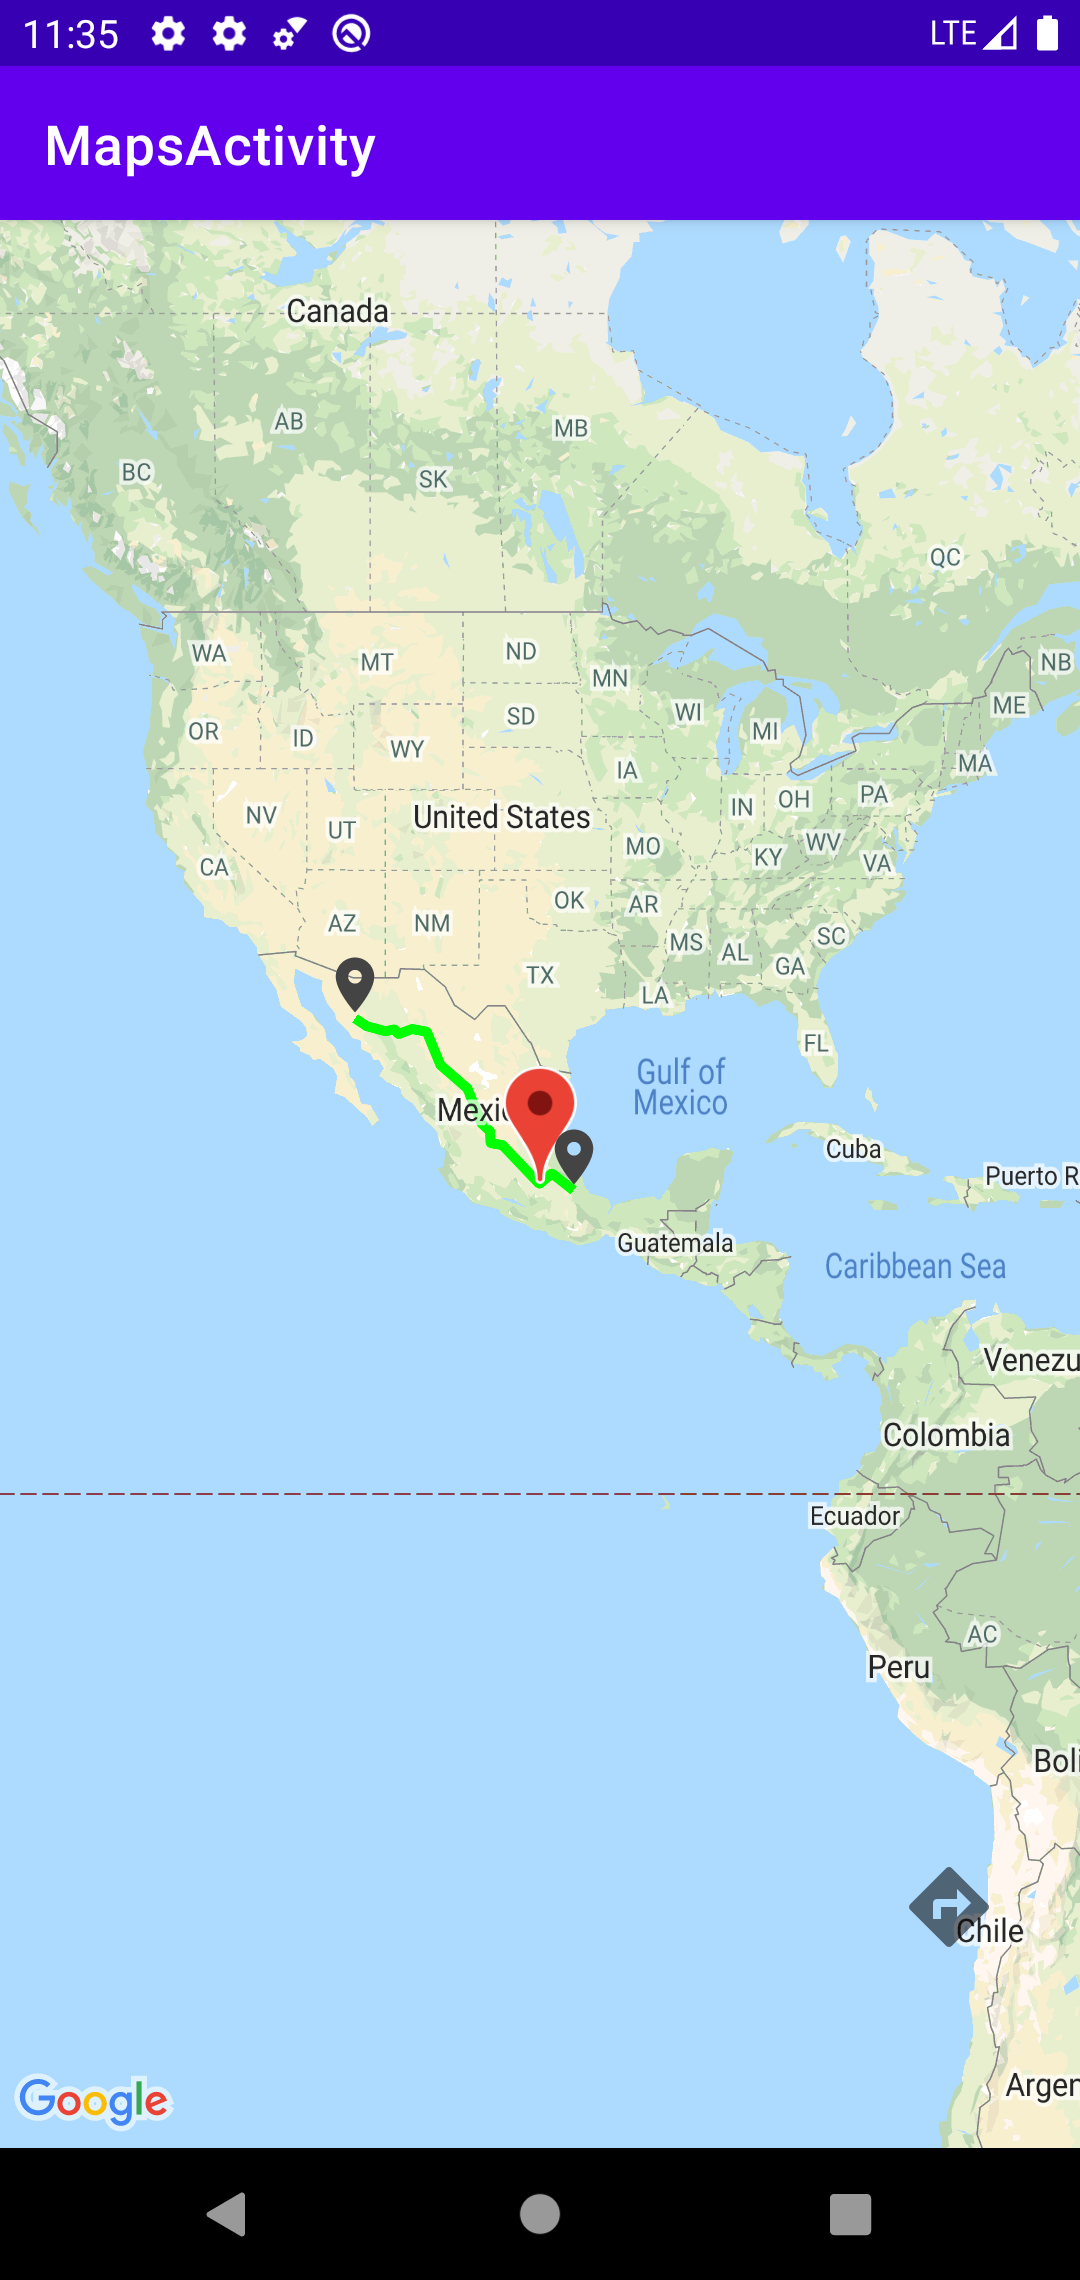 11:35
LTE
MapsActivity
Canada
AB
MB
BC
SK
QC
WA
MT
ND
MN
NB
OR
ID
WY
SD
WI
MI
ME
IA
MA
NV
UT
United States
IN
OH
PA
CA
MO
KY
WV
VA
AZ
NM
OK
AR
MS
AL
SC
TX
LA
GA
FL
Gulf of
Mexico
Mexic
Cuba
Puerto R
Guatemala
Caribbean Sea
Venezu
Colombia
Ecuador
AC
Peru
Boli
Chile
Argen
Google